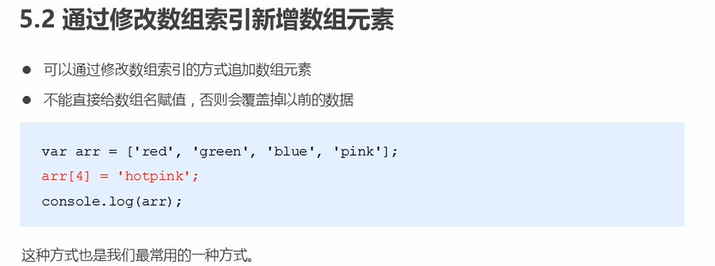 5.2 通过修改数组索引新增数组元素
● 可以通过修改数组索引的方式追加数组元素
● 不能直接给数组名赋值，否则会覆盖掉以前的数据
var arr = ['red', 'green', 'blue', 'pink'];
arr[4] = 'hotpink';
console.log(arr);
这种方式也是我们最常用的一种方式。